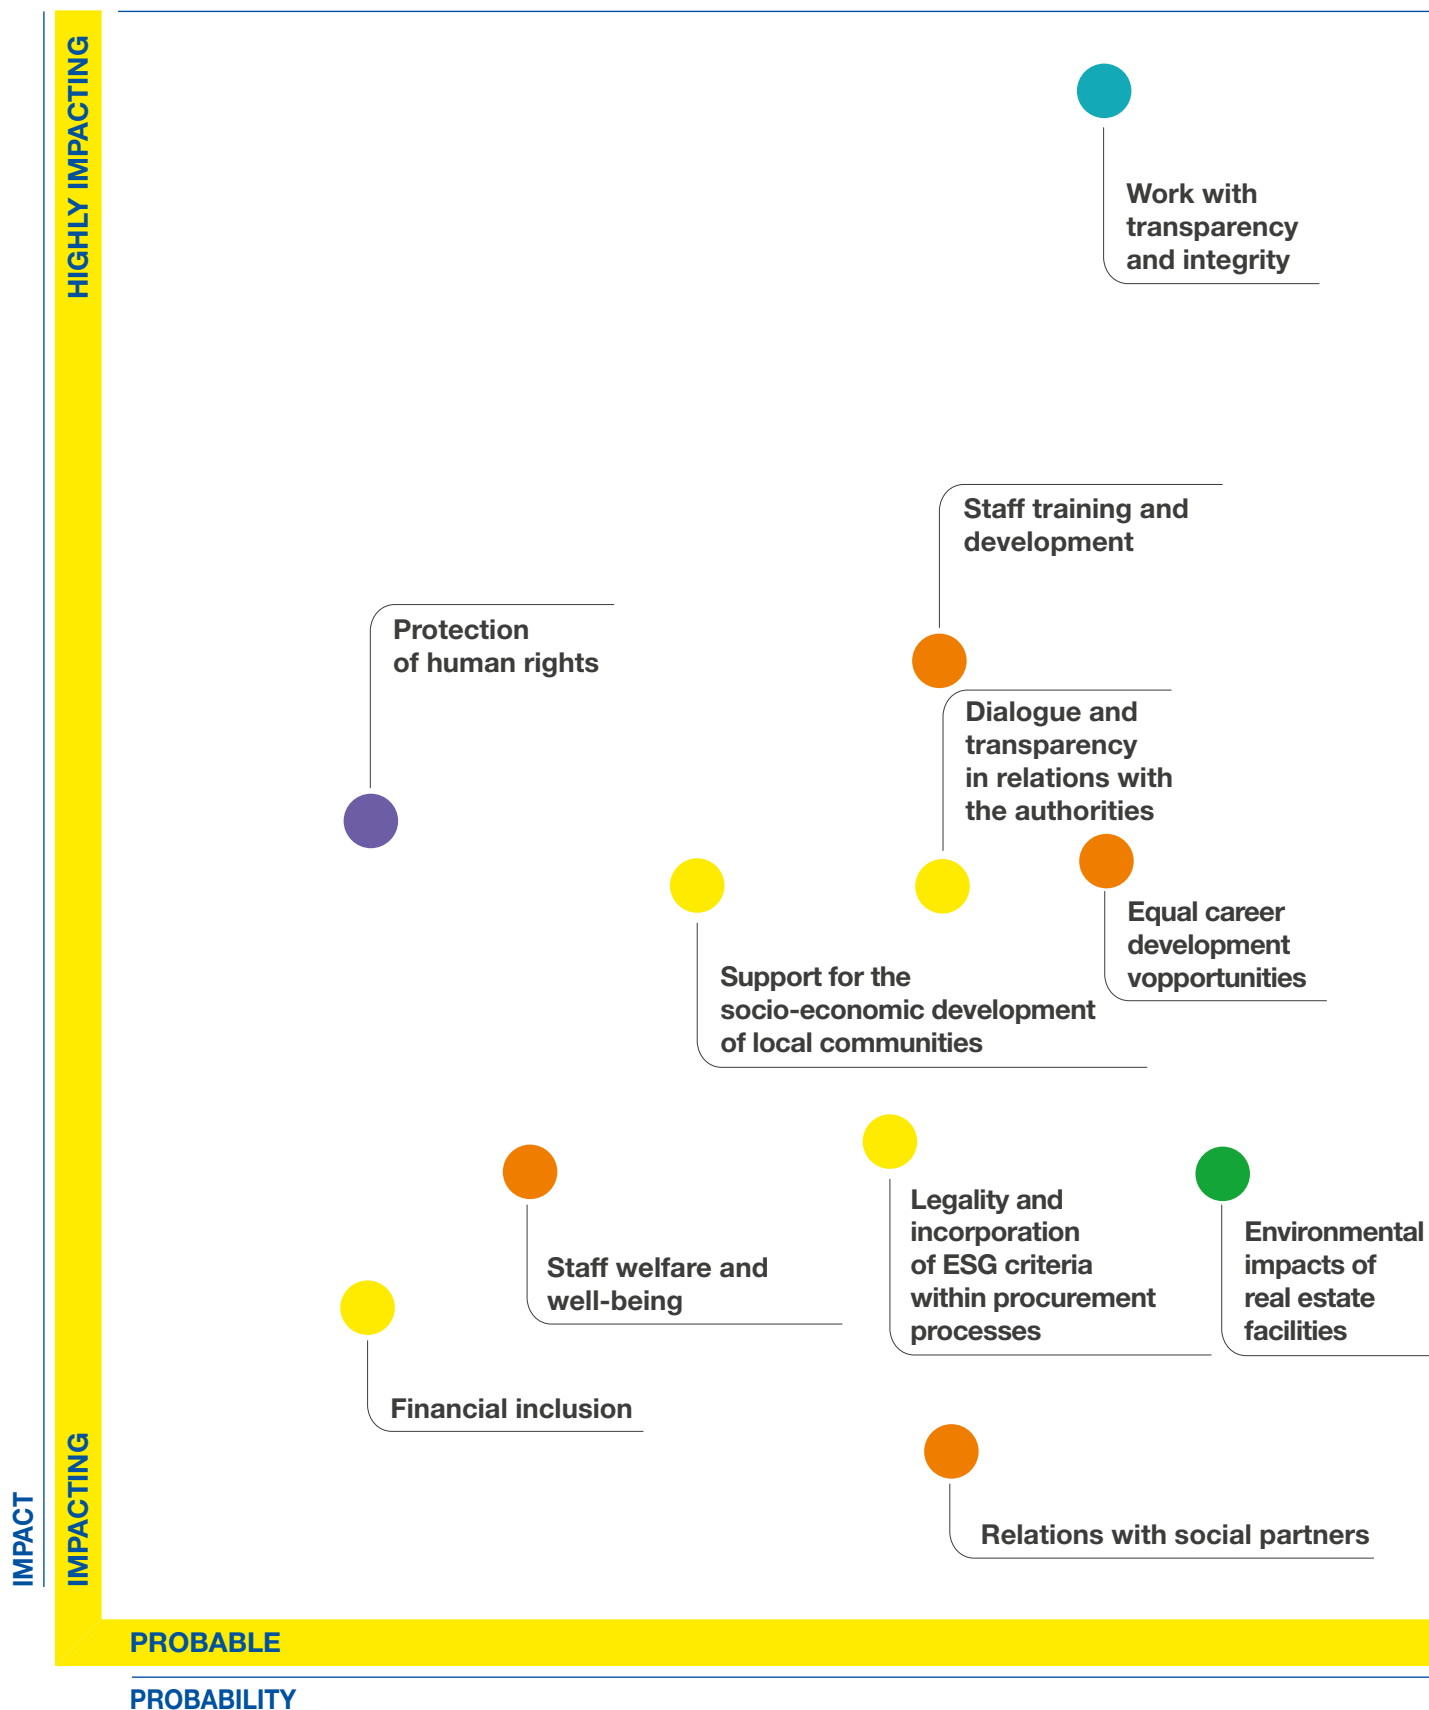 HIGHLY IMPACTING
Work with
transparency
and integrity
Staff training and
development
Protection
of human rights
Dialogue and
transparency
in relations with
the authorities
Equal career
development
vopportunities
Support for the
socio-economic development
of local communities
Legality and
incorporation
of ESG criteria
within procurement
processes
Environmental
impacts of
real estate
facilities
Staff welfare and
well-being
Financial inclusion
Relations with social partners
IMPACTING
IMPACT
PROBABLE
PROBABILITY